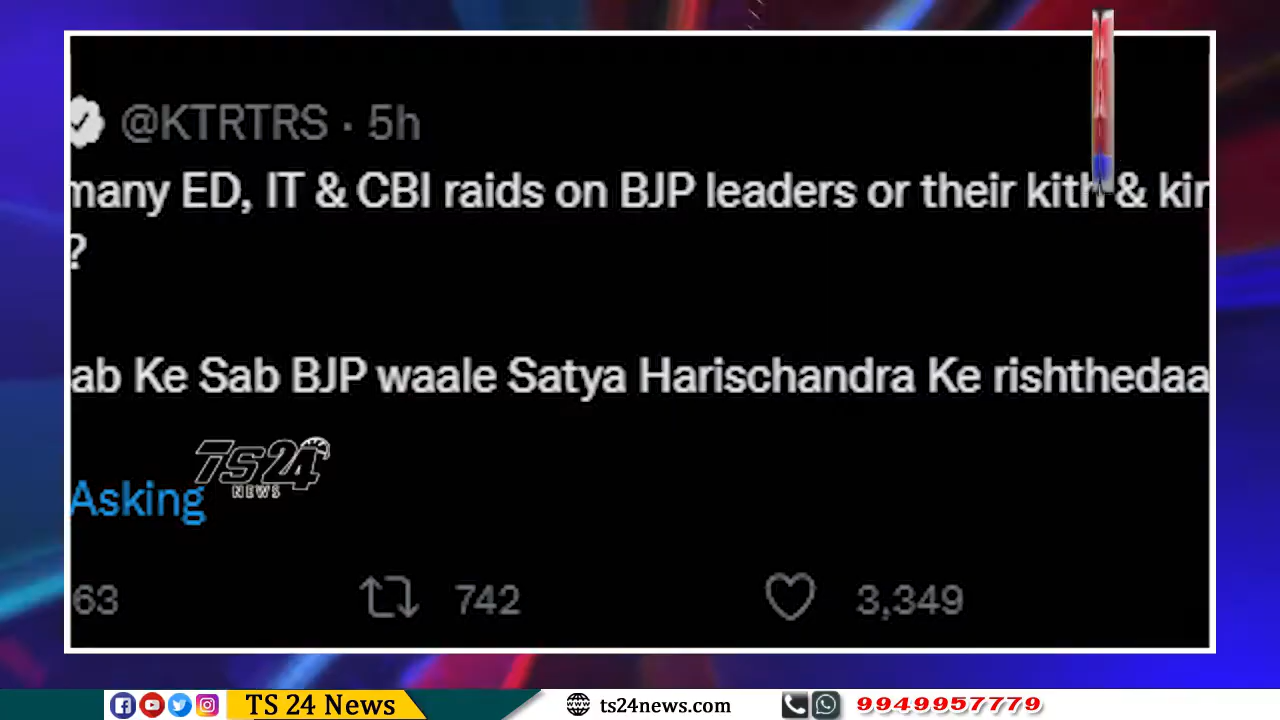 @KTRTRS · 5h
many ED, IT & CBI raids on BJP leaders or their kith & kin
?
ab Ke Sab BJP waale Satya Harischandra Ke rishthedaa
TS24
NEWS
Asking
63 742 3,349
TS 24 News ts24news.com 9949957779